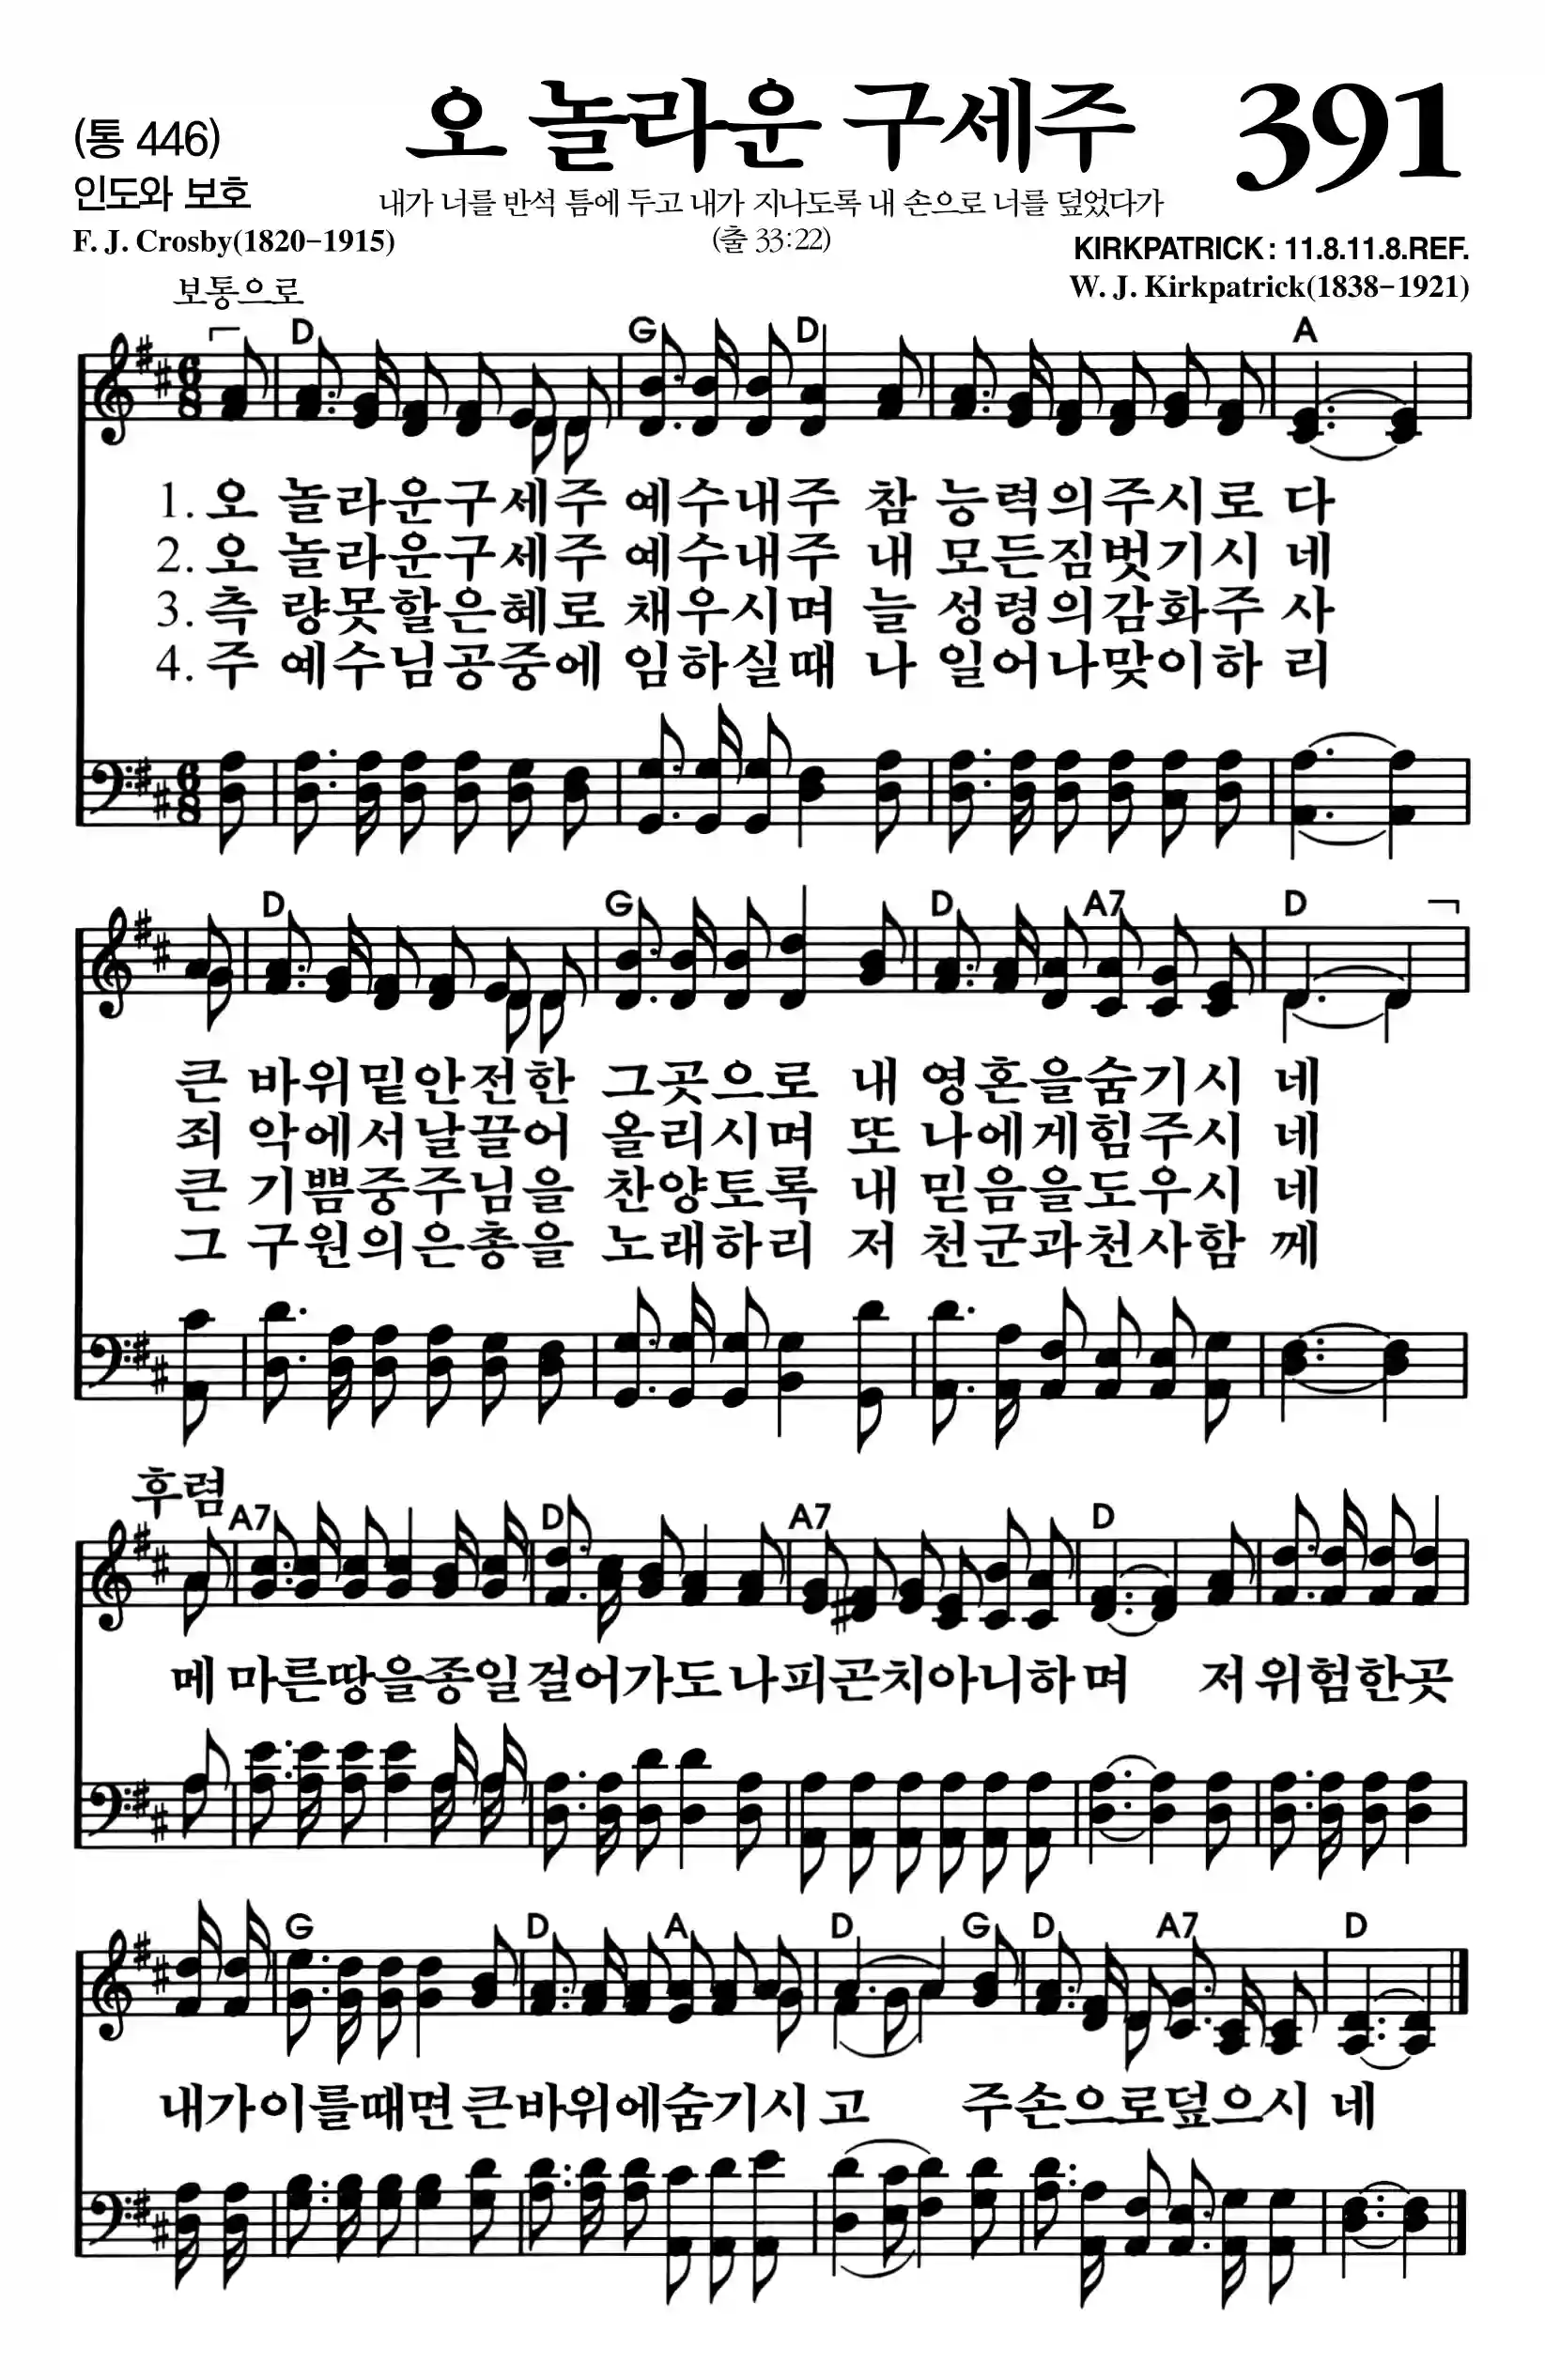 (통 446)
오 놀라운 구세주 391
인도와 보호
내가 너를 반석 틈에 두고 내가 지나도록 내 손으로 너를 덮었다가
F. J. Crosby(1820-1915)
(출 33:22)
KIRKPATRICK: 11.8.11.8.REF.
W. J. Kirkpatrick(1838-1921)
보통으로
D G D A
6 8
1. 오 놀라운구세주 예수내주 참 능력의주시로 다
2. 오 놀라운구세주 예수내주 내 모든짐벗기시 네
3. 측 량못할은혜로 채우시며 늘 성령의감화주 사
4. 주 예수님공중에 임하실때 나 일어나맞이하 리
6 8
D G D A7 D
큰 바위밑안전한 그곳으로 내 영혼을숨기시 네
죄 악에서날끌어 올리시며 또 나에게힘주시 네
큰 기쁨중주님을 찬양토록 내 믿음을도우시 네
그 구원의은총을 노래하리 저 천군과천사함 께
후렴
A7 D A7 D
메 마른땅을종일걸어가도나피곤치아니하며 저위험한곳
G D A D G D A7 D
내가이를때면큰바위에숨기시고 주손으로덮으시 네